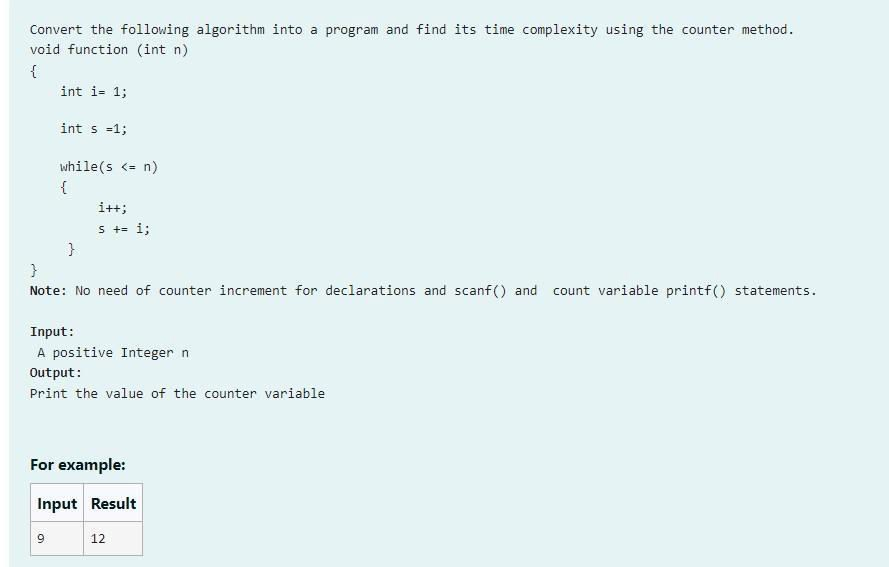 Convert the following algorithm into a program and find its time complexity using the counter method.
void function (int n)
{
int i= 1;
int s =1;
while(s <= n)
{
i++;
s += i;
}
}
Note: No need of counter increment for declarations and scanf() and count variable printf() statements.
Input:
A positive Integer n
Output:
Print the value of the counter variable
For example:
Input Result
9 12